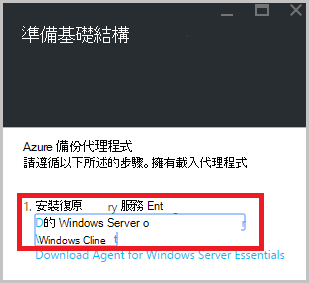 準備基礎結構
Azure 備份代理程式
請遵循以下所述的步驟。擁有載入代理程式
1. 安裝復原 ry 服務 Ent
D的 Windows Server o r
Windows Cline t
Download Agent for Windows Server Essentials